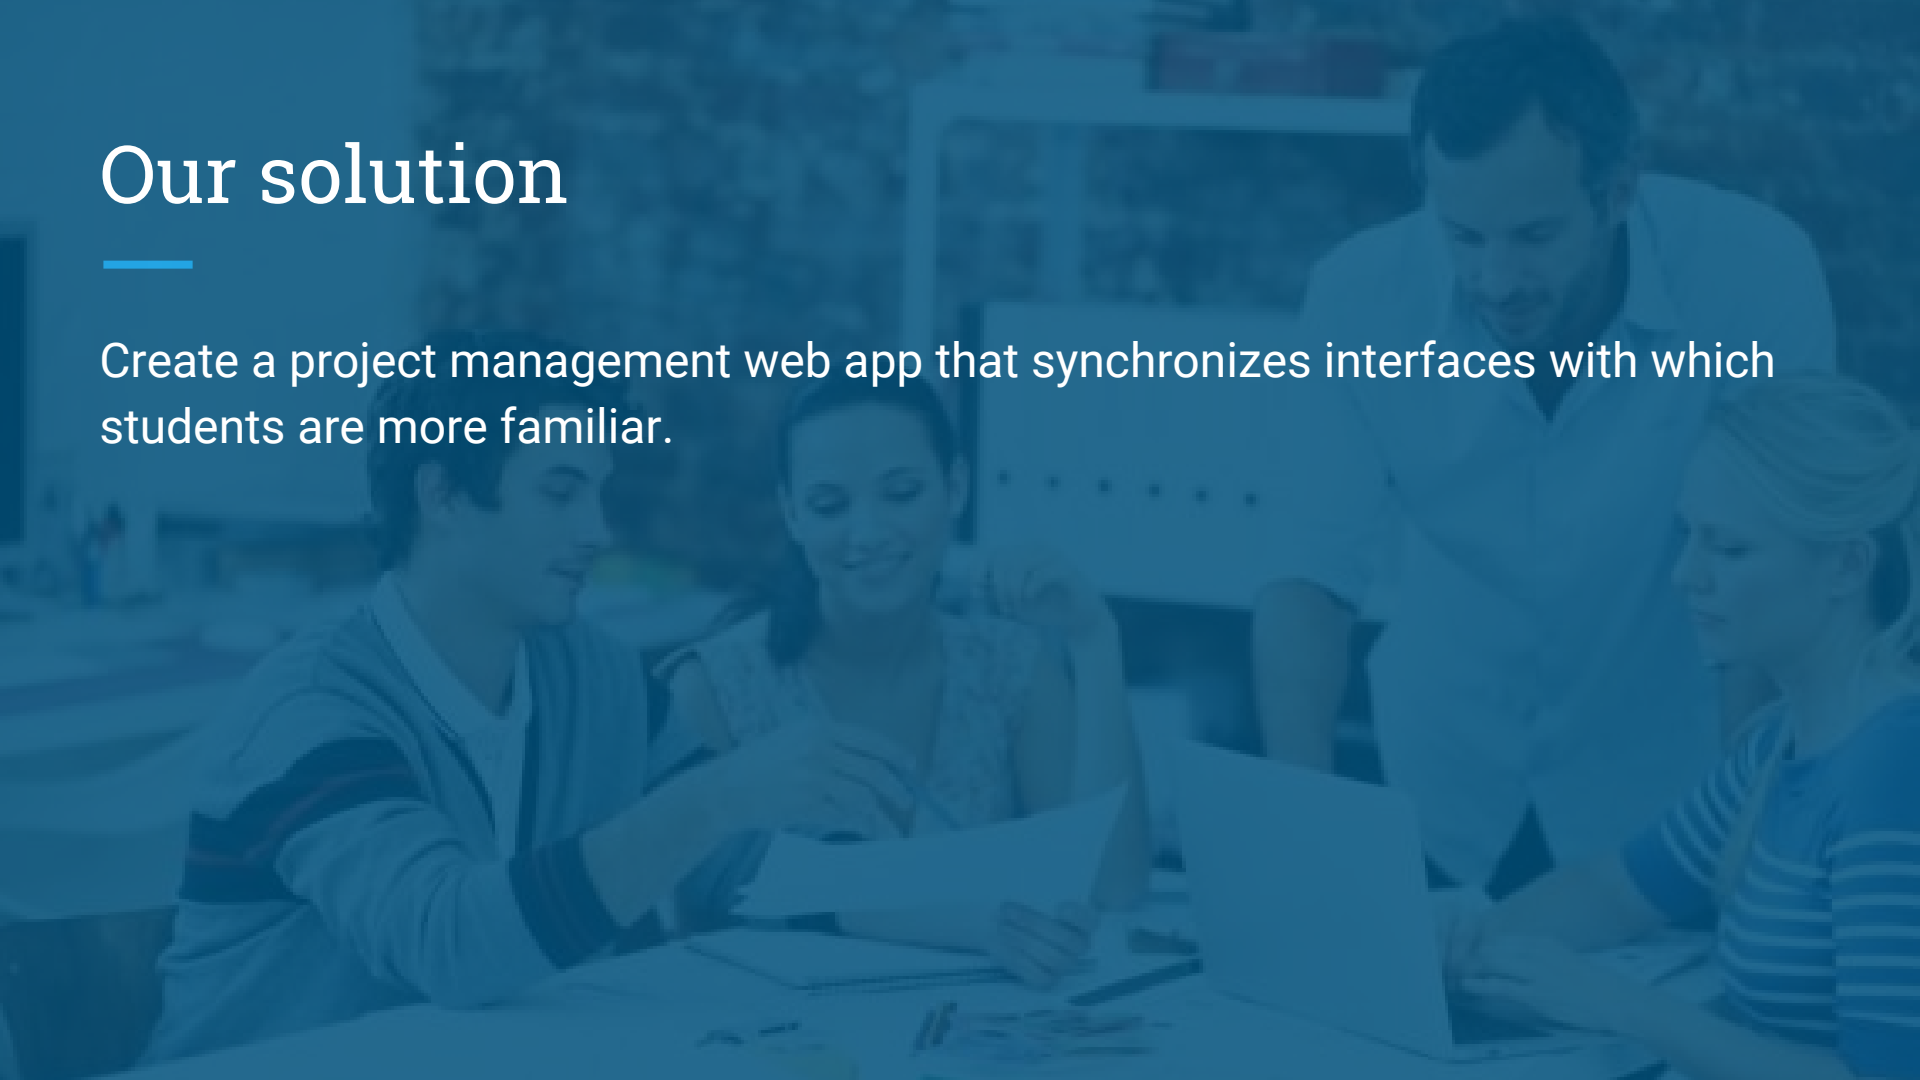 Our solution
Create a project management web app that synchronizes interfaces with which
students are more familiar.